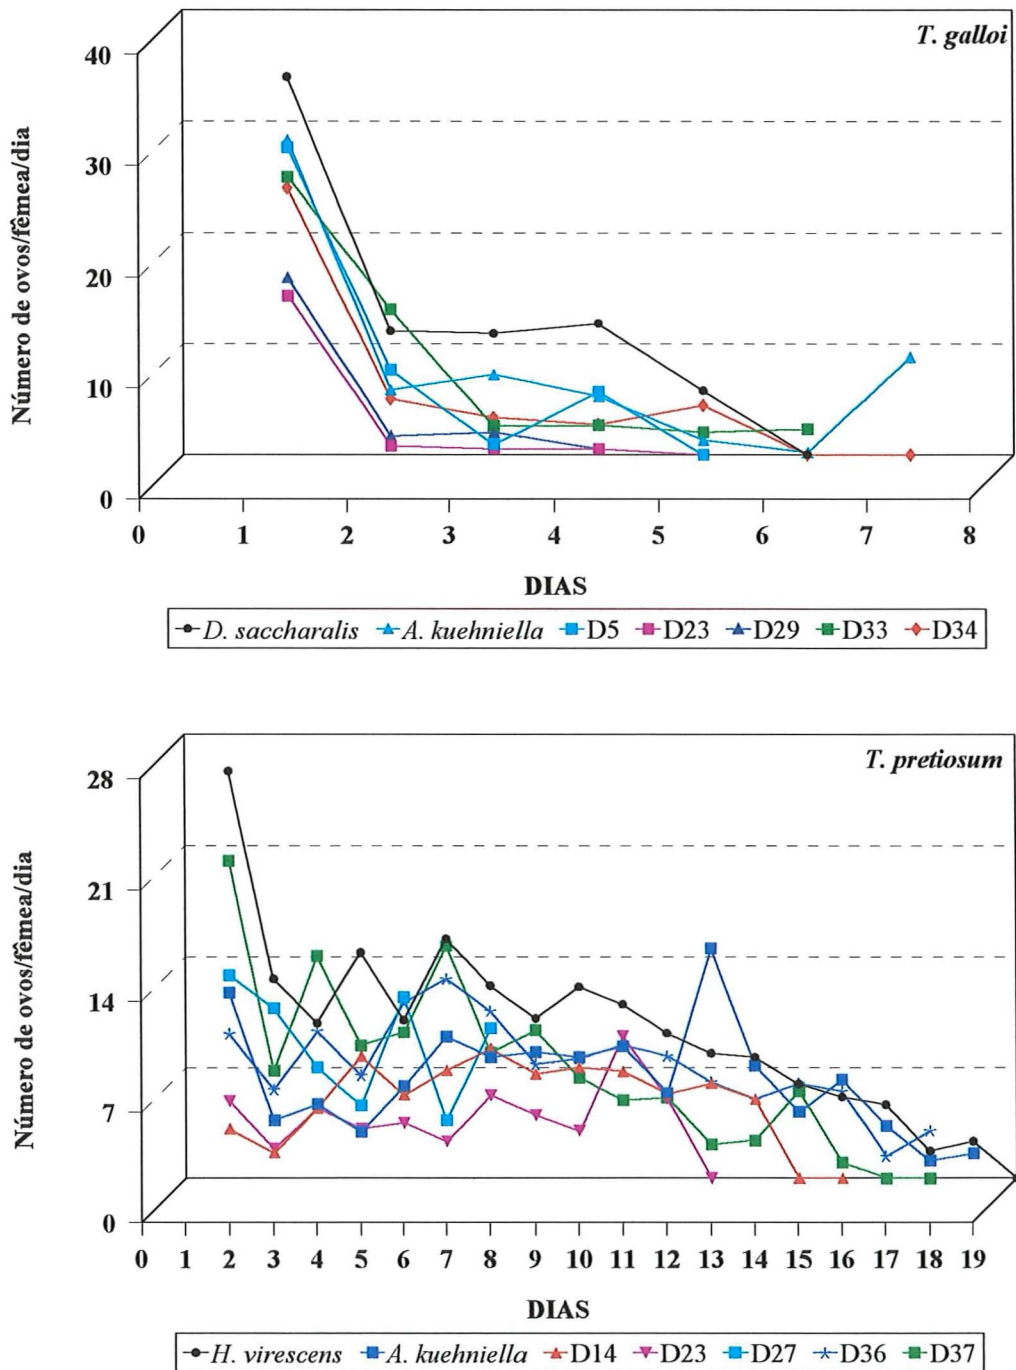 T. galloi
Número de ovos/fêmea/dia
40
30
20
10
0
0 1 2 3 4 5 6 7 8
DIAS
D. saccharalis A. kuehniella D5 D23 D29 D33 D34
T. pretiosum
Número de ovos/fêmea/dia
28
21
14
7
0
0 1 2 3 4 5 6 7 8 9 10 11 12 13 14 15 16 17 18 19
DIAS
H. virescens A. kuehniella D14 D23 D27 D36 D37